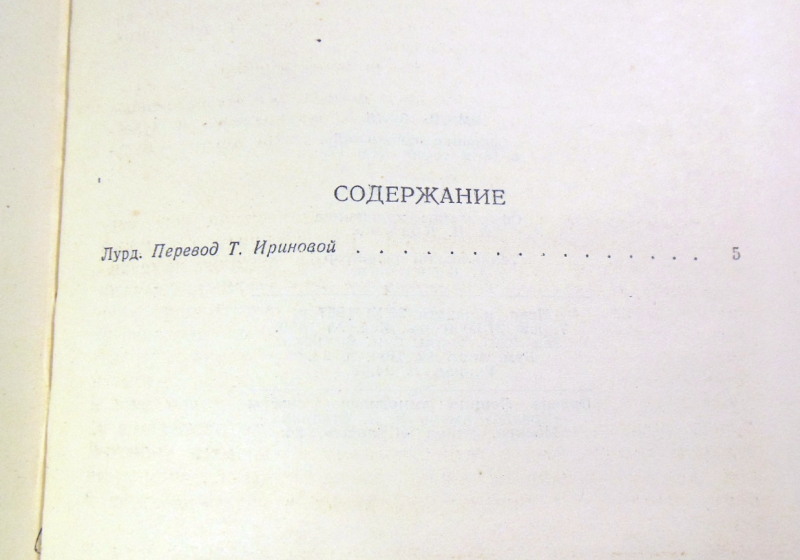 СОДЕРЖАНИЕ
Лурд. Перевод Т. Ириновой . . . . . . . . . . . . . . . . 5